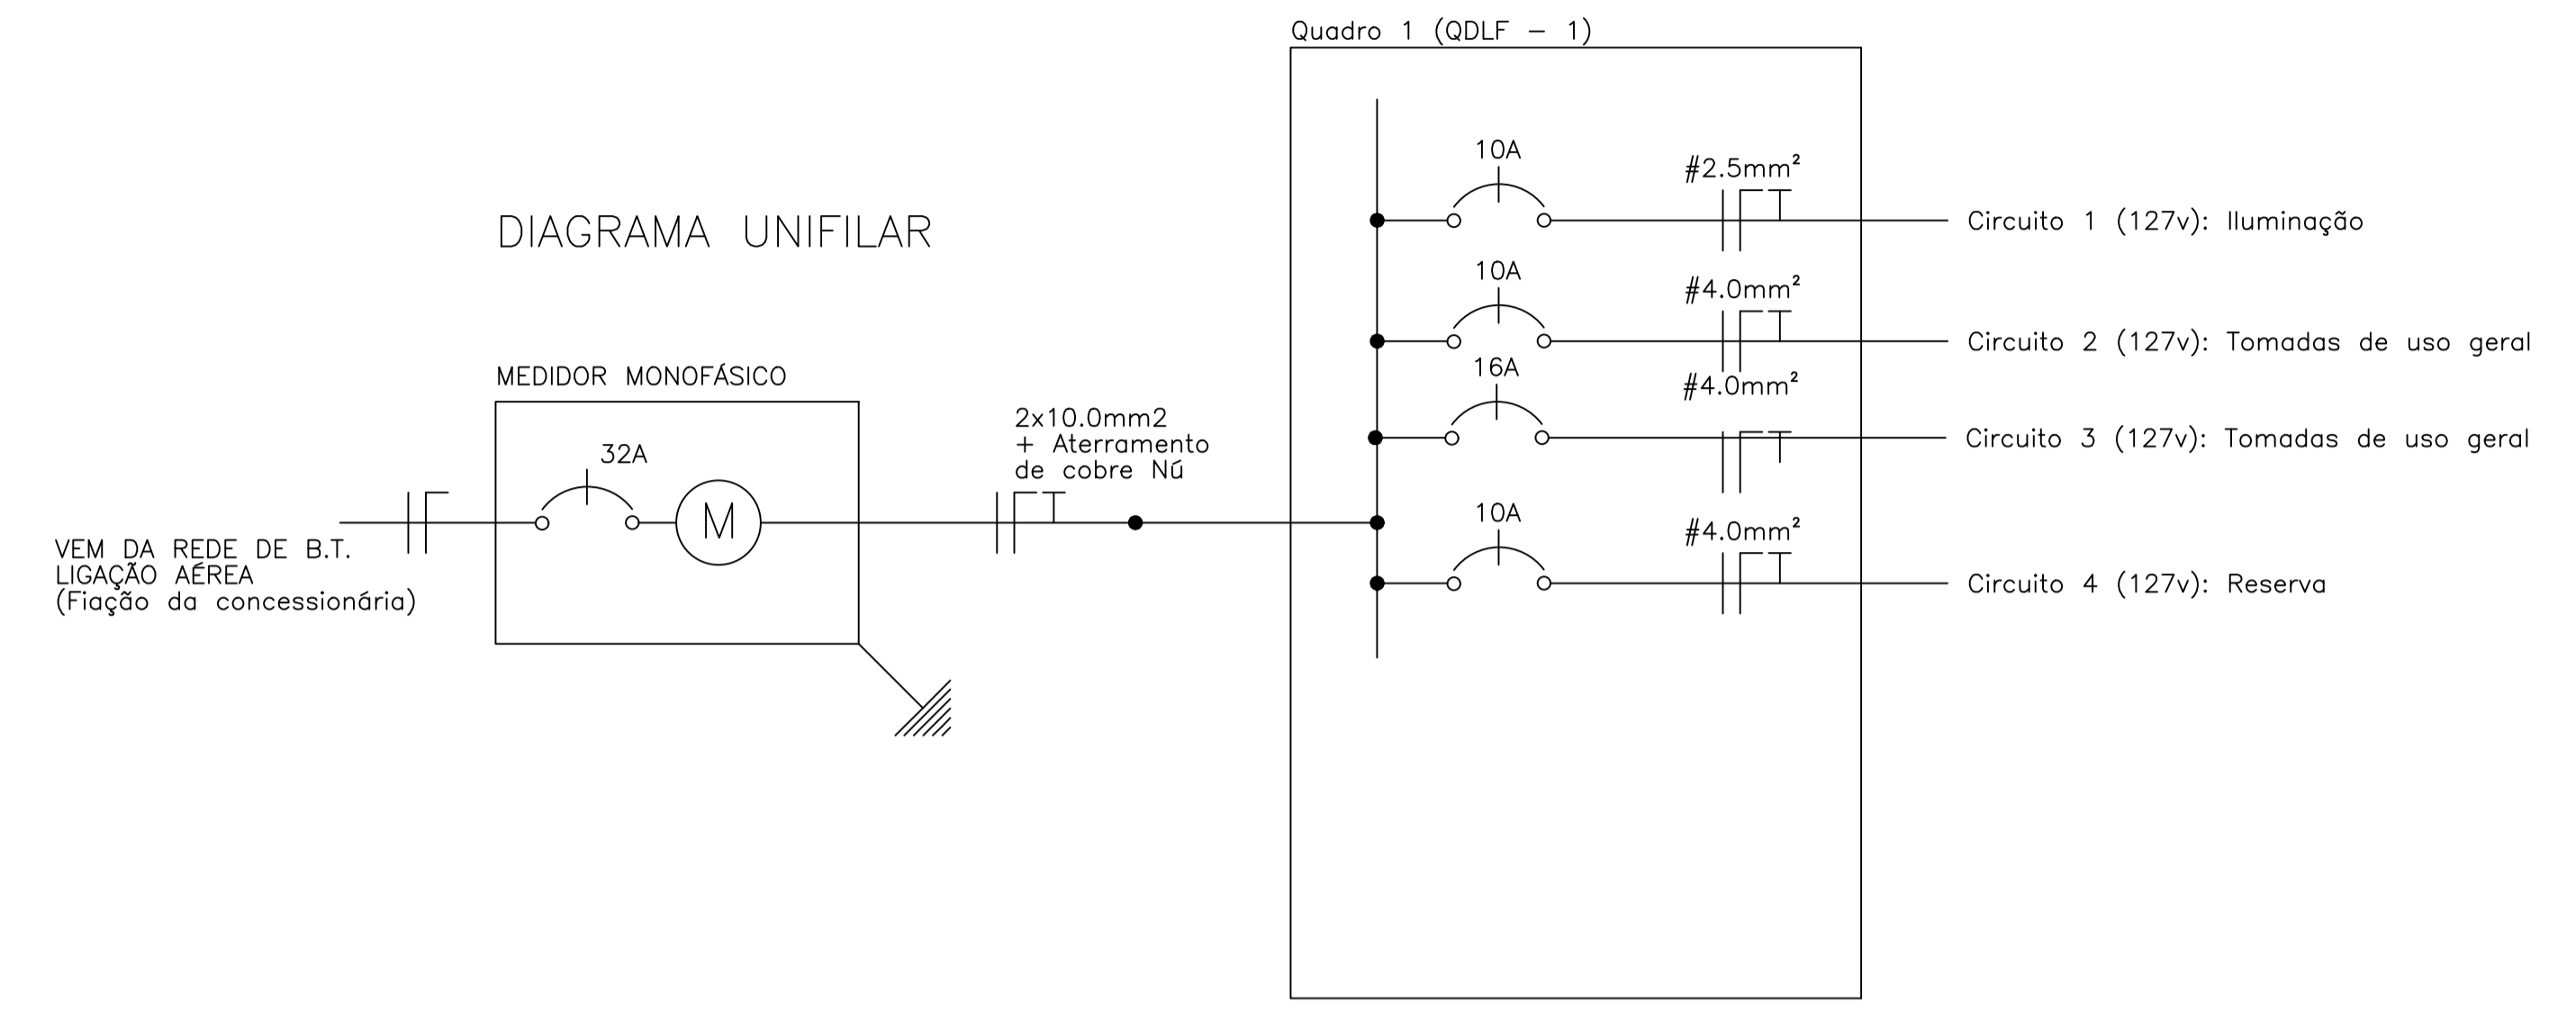 Quadro 1 (QDLF - 1)
DIAGRAMA UNIFILAR
MEDIDOR MONOFÁSICO
32A
M
VEM DA REDE DE B.T.
LIGAÇÃO AÉREA
(Fiação da concessionária)
2x10.0mm2
+ Aterramento
de cobre Nú
10A
#2.5mm²
Circuito 1 (127v): Iluminação
10A
#4.0mm²
Circuito 2 (127v): Tomadas de uso geral
16A
#4.0mm²
Circuito 3 (127v): Tomadas de uso geral
10A
#4.0mm²
Circuito 4 (127v): Reserva